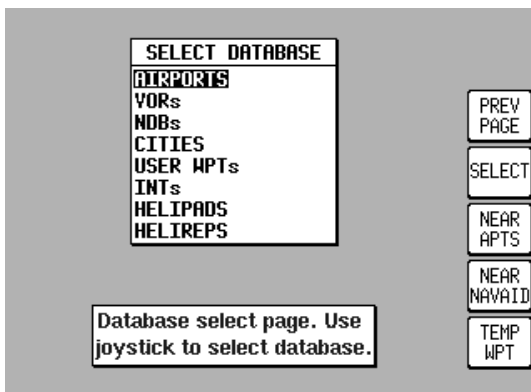 SELECT DATABASE
AIRPORTS
VORs
NDBs
CITIES
USER WPTs
INTs
HELIPADS
HELIREPS
PREV
PAGE
SELECT
NEAR
APTS
NEAR
NAVAID
TEMP
WPT
Database select page. Use
joystick to select database.